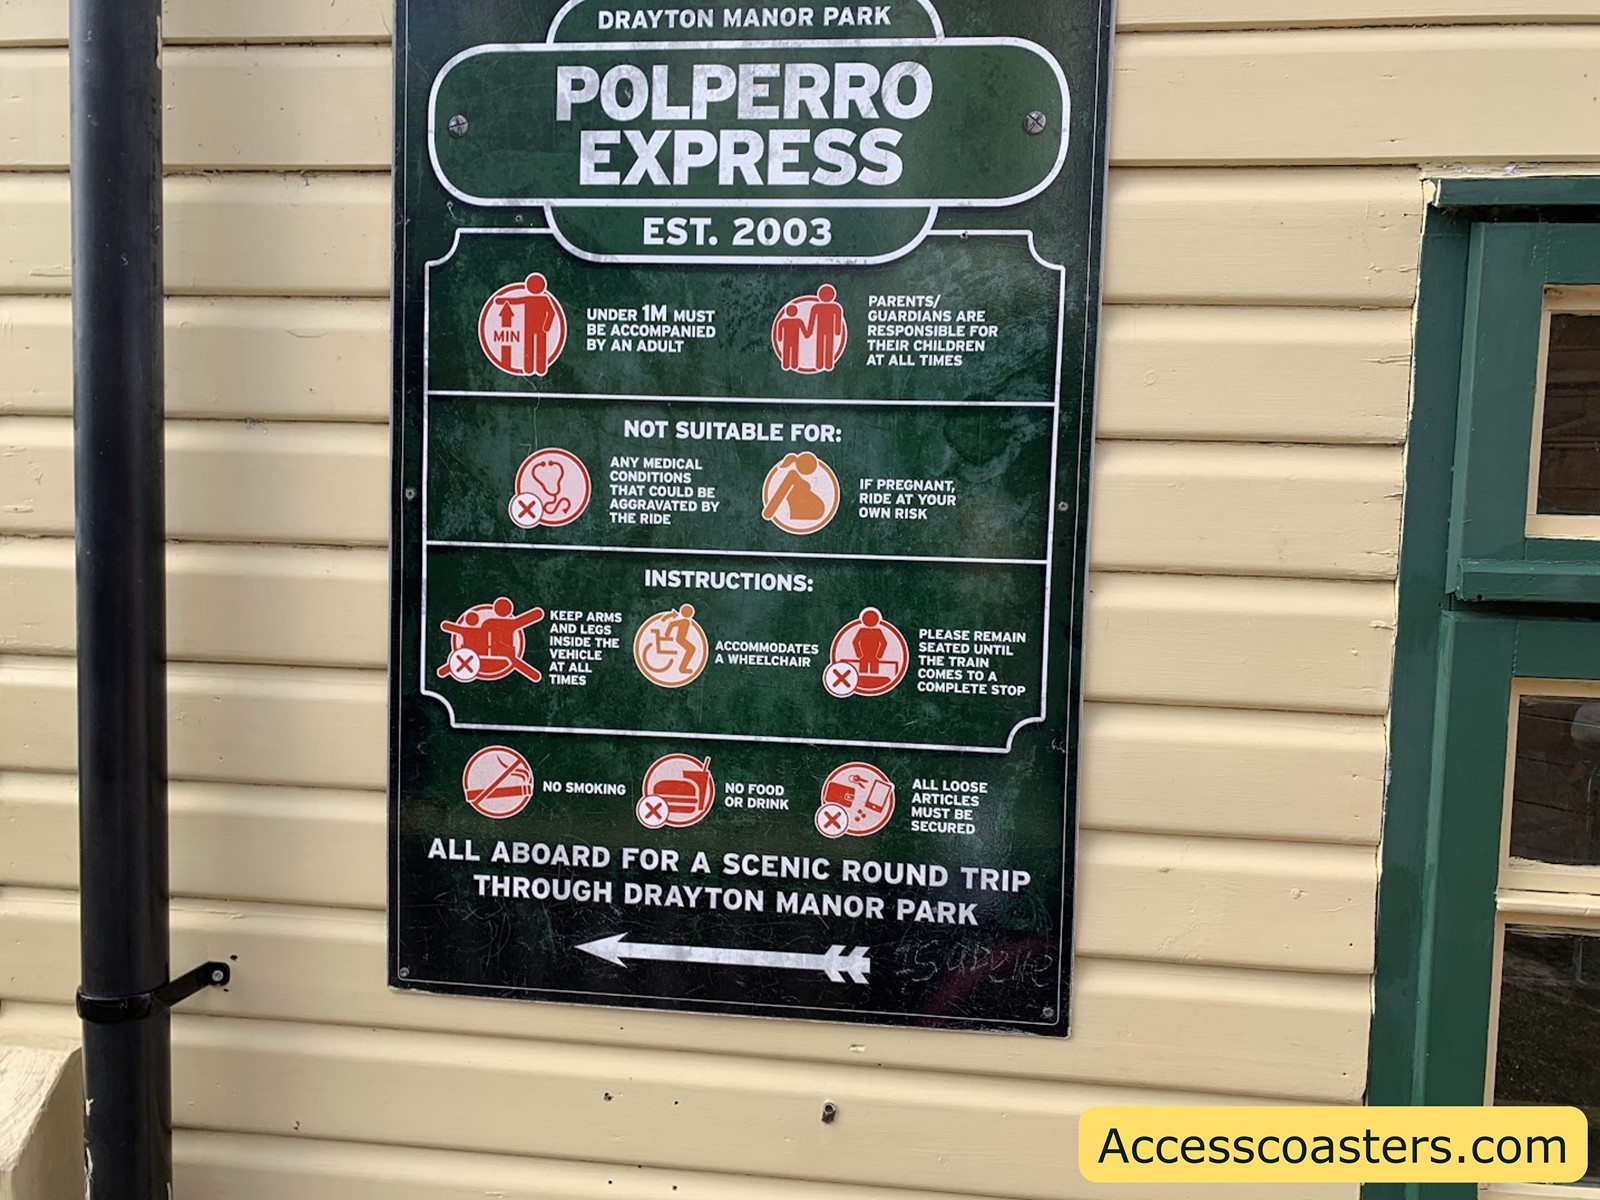 DRAYTON MANOR PARK
POLPERRO
EXPRESS
EST. 2003
MIN
UNDER 1M MUST
BE ACCOMPANIED
BY AN ADULT
PARENTS/
GUARDIANS ARE
RESPONSIBLE FOR
THEIR CHILDREN
AT ALL TIMES
NOT SUITABLE FOR:
ANY MEDICAL
CONDITIONS
THAT COULD BE
AGGRAVATED BY
THE RIDE
IF PREGNANT,
RIDE AT YOUR
OWN RISK
INSTRUCTIONS:
KEEP ARMS
AND LEGS
INSIDE THE
VEHICLE
AT ALL
TIMES
ACCOMMODATES
A WHEELCHAIR
PLEASE REMAIN
SEATED UNTIL
THE TRAIN
COMES TO A
COMPLETE STOP
NO SMOKING
NO FOOD
OR DRINK
ALL LOOSE
ARTICLES
MUST BE
SECURED
ALL ABOARD FOR A SCENIC ROUND TRIP
THROUGH DRAYTON MANOR PARK
Accesscoasters.com